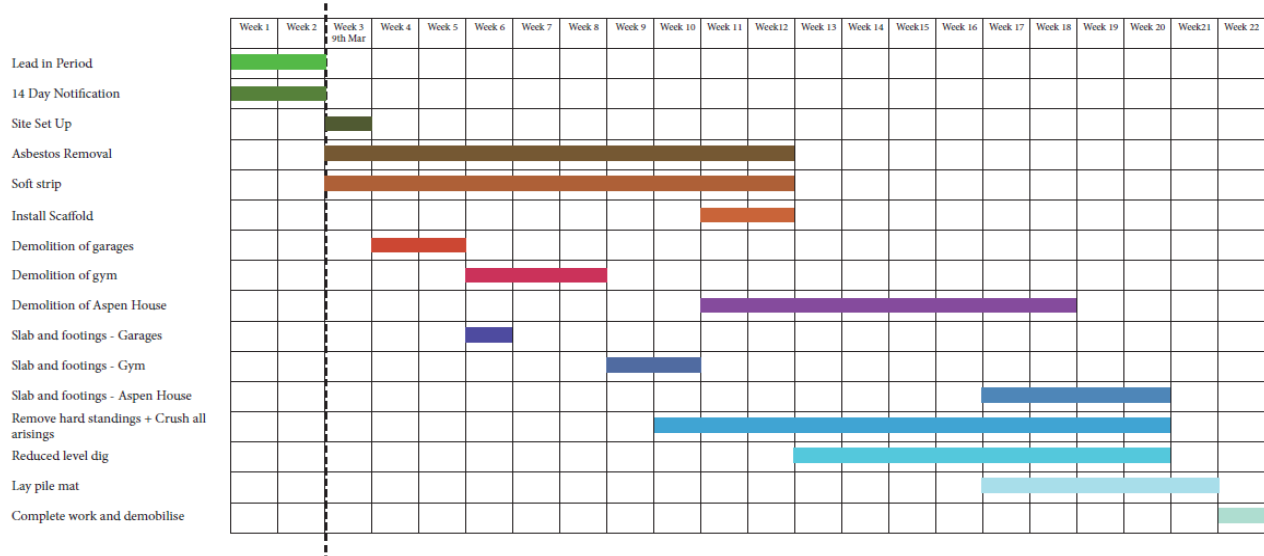 Week 1 Week 2 Week 3 Week 4 Week 5 Week 6 Week 7 Week 8 Week 9 Week 10 Week 11 Week12 Week 13 Week 14 Week15 Week 16 Week 17 Week 18 Week 19 Week 20 Week21 Week 22
9th Mar
Lead in Period
14 Day Notification
Site Set Up
Asbestos Removal
Soft strip
Install Scaffold
Demolition of garages
Demolition of gym
Demolition of Aspen House
Slab and footings - Garages
Slab and footings - Gym
Slab and footings - Aspen House
Remove hard standings + Crush all
arisings
Reduced level dig
Lay pile mat
Complete work and demobilise